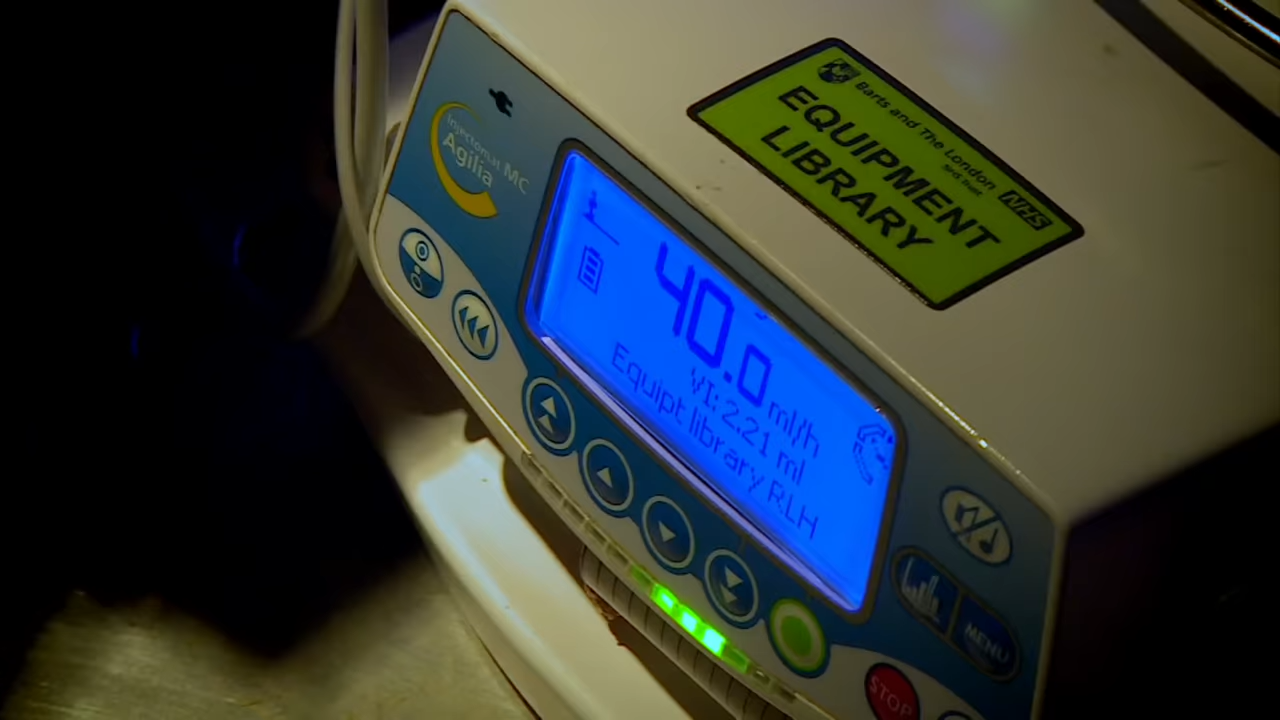 Barts and The London
NHS Trust
NHS
EQUIPMENT
LIBRARY
Injectomat MC
Agilia
40.0 ml/h
VI: 2.21 ml
Equipt library RLH
MENU
STOP